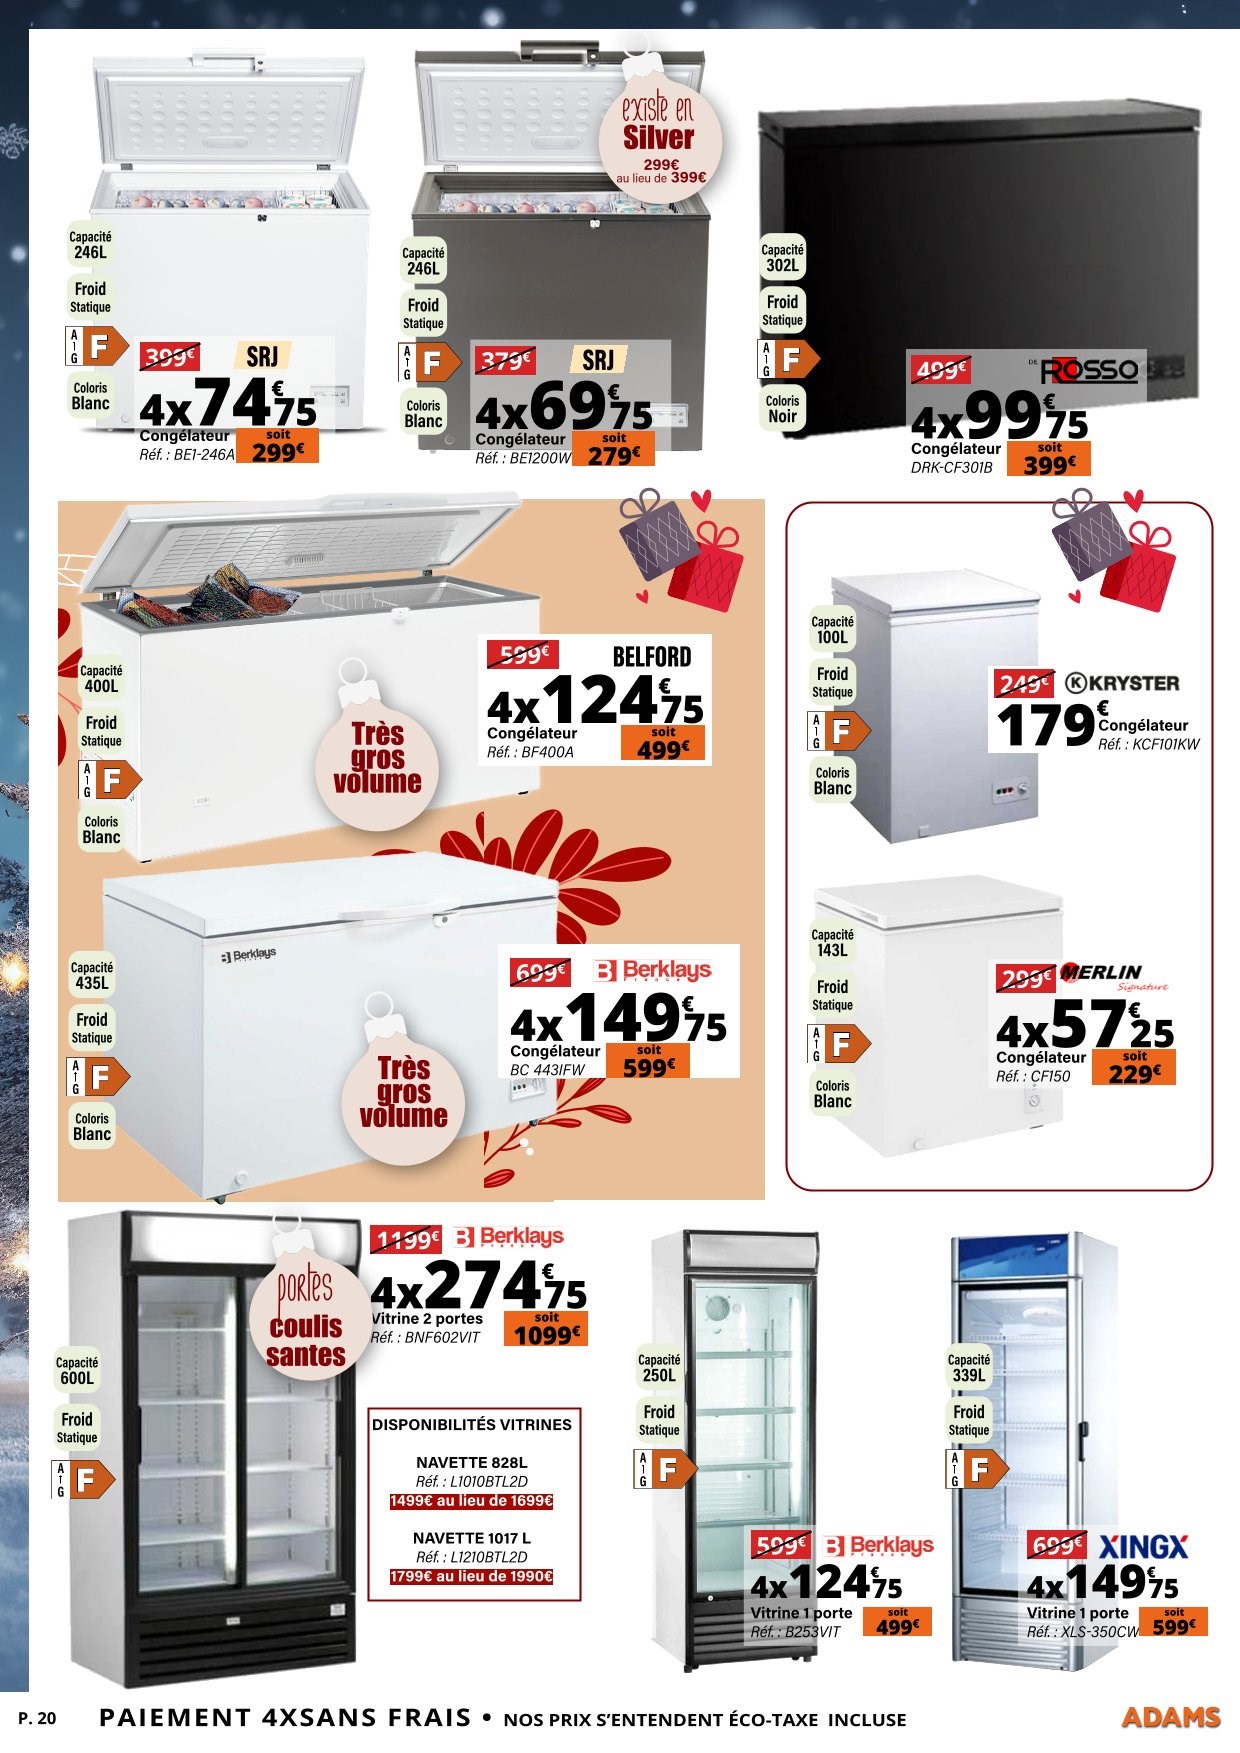 Capacité
246L
Froid
Statique
A
G
F
Coloris
Blanc
399€
SRJ
4x74€75
Congélateur
Réf. : BE1-246A
soit
299€
existe en
Silver
299€
au lieu de 399€
Capacité
246L
Froid
Statique
A
G
F
Coloris
Blanc
379€
SRJ
4x69€75
Congélateur
Réf. : BE1200W
soit
279€
Capacité
302L
Froid
Statique
A
G
F
Coloris
Noir
499€
DE ROSSO
4x99€75
Congélateur
DRK-CF301B
soit
399€
Capacité
400L
Froid
Statique
A
G
F
Coloris
Blanc
Très
gros
volume
599€
BELFORD
4x124€75
Congélateur
Réf. : BF400A
soit
499€
Capacité
100L
Froid
Statique
A
G
F
Coloris
Blanc
249€
KRYSTER
179€
Congélateur
Réf. : KCF101KW
Berklays
Capacité
435L
Froid
Statique
A
G
F
Coloris
Blanc
Très
gros
volume
699€
Berklays
4x149€75
Congélateur
BC 443IFW
soit
599€
Capacité
143L
Froid
Statique
A
G
F
Coloris
Blanc
299€
MERLIN
Signature
4x57€25
Congélateur
Réf. : CF150
soit
229€
portes
coulis
santes
Capacité
600L
Froid
Statique
A
G
F
1199€
Berklays
4x274€75
Vitrine 2 portes
Réf. : BNF602VIT
soit
1099€
DISPONIBILITÉS VITRINES
NAVETTE 828L
Réf. : L1010BTL2D
1499€ au lieu de 1699€
NAVETTE 1017 L
Réf. : L1210BTL2D
1799€ au lieu de 1990€
Capacité
250L
Froid
Statique
A
G
F
599€
Berklays
4x124€75
Vitrine 1 porte
Réf. : B253VIT
soit
499€
Capacité
339L
Froid
Statique
A
G
F
699€
XINGX
4x149€75
Vitrine 1 porte
Réf. : XLS-350CW
soit
599€
P. 20
PAIEMENT 4XSANS FRAIS • NOS PRIX S'ENTENDENT ÉCO-TAXE INCLUSE
ADAMS